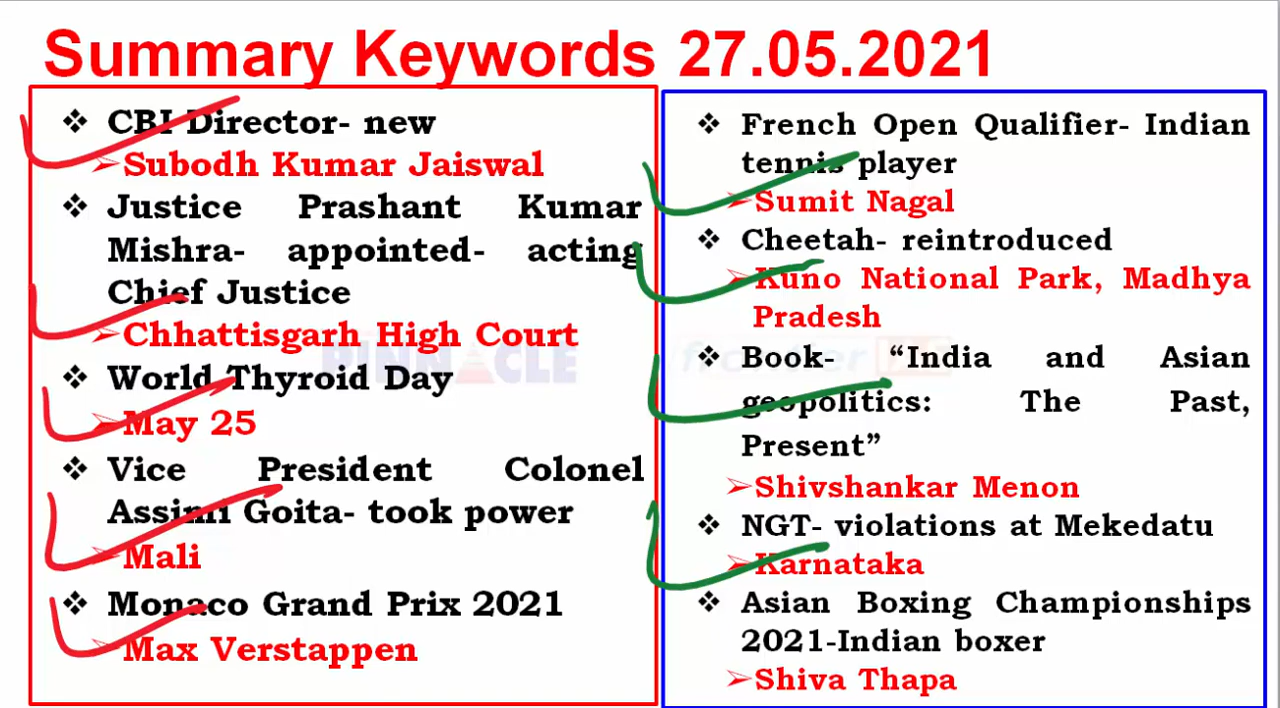 Summary Keywords 27.05.2021
❖ CBI Director- new
➢Subodh Kumar Jaiswal
❖ Justice Prashant Kumar
Mishra- appointed- acting
Chief Justice
➢Chhattisgarh High Court
❖ World Thyroid Day
➢May 25
❖ Vice President Colonel
Assimi Goita- took power
➢Mali
❖ Monaco Grand Prix 2021
➢Max Verstappen
❖ French Open Qualifier- Indian
tennis player
➢Sumit Nagal
❖ Cheetah- reintroduced
➢Kuno National Park, Madhya
Pradesh
❖ Book- “India and Asian
geopolitics: The Past,
Present”
➢Shivshankar Menon
❖ NGT- violations at Mekedatu
➢Karnataka
❖ Asian Boxing Championships
2021-Indian boxer
➢Shiva Thapa
PINNACLE